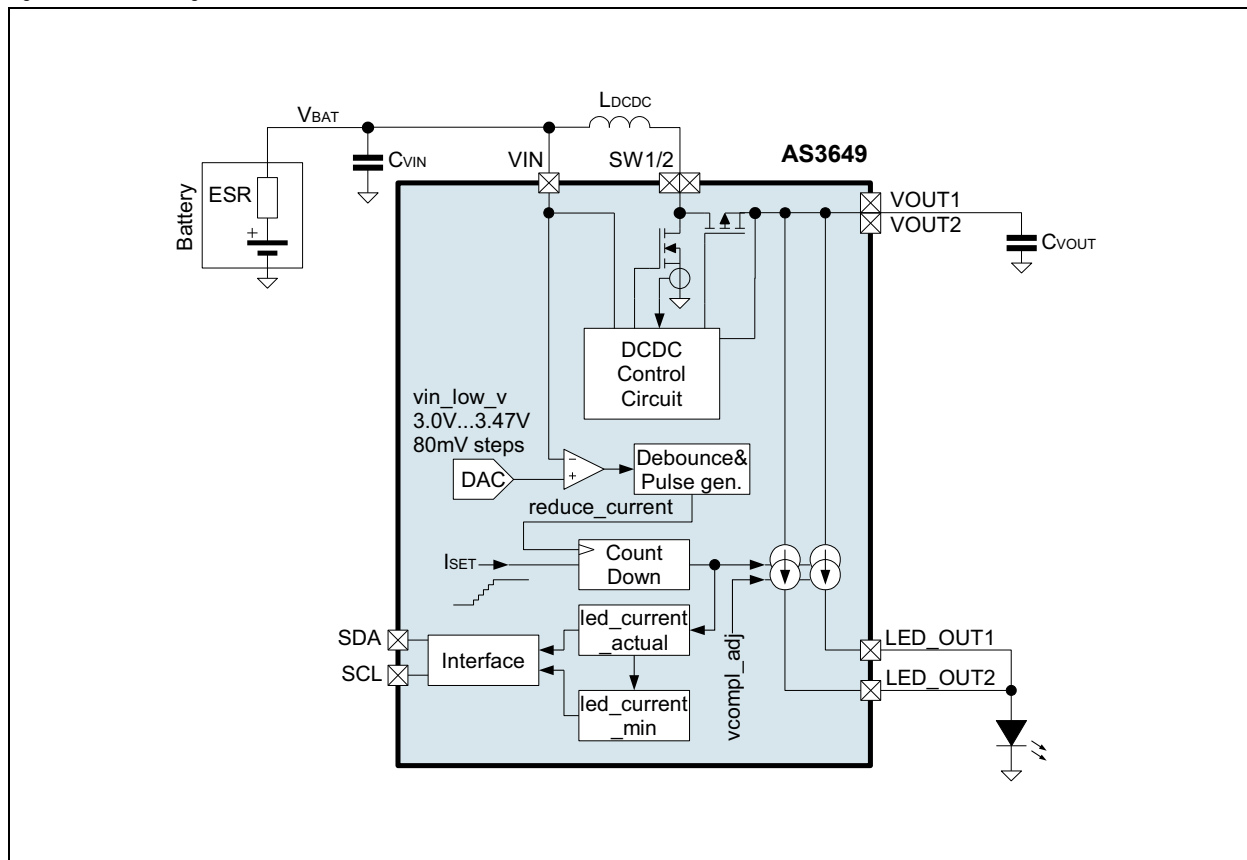 LDCDC
VBAT
AS3649
CVIN
VIN
SW1/2
VOUT1
VOUT2
CVOUT
Battery
ESR
+
DCDC
Control
Circuit
vin_low_v
3.0V...3.47V
80mV steps
DAC
−
+
Debounce&
Pulse gen.
reduce_current
ISET
Count
Down
led_current
_actual
led_current
_min
vcompl_adj
SDA
SCL
Interface
LED_OUT1
LED_OUT2